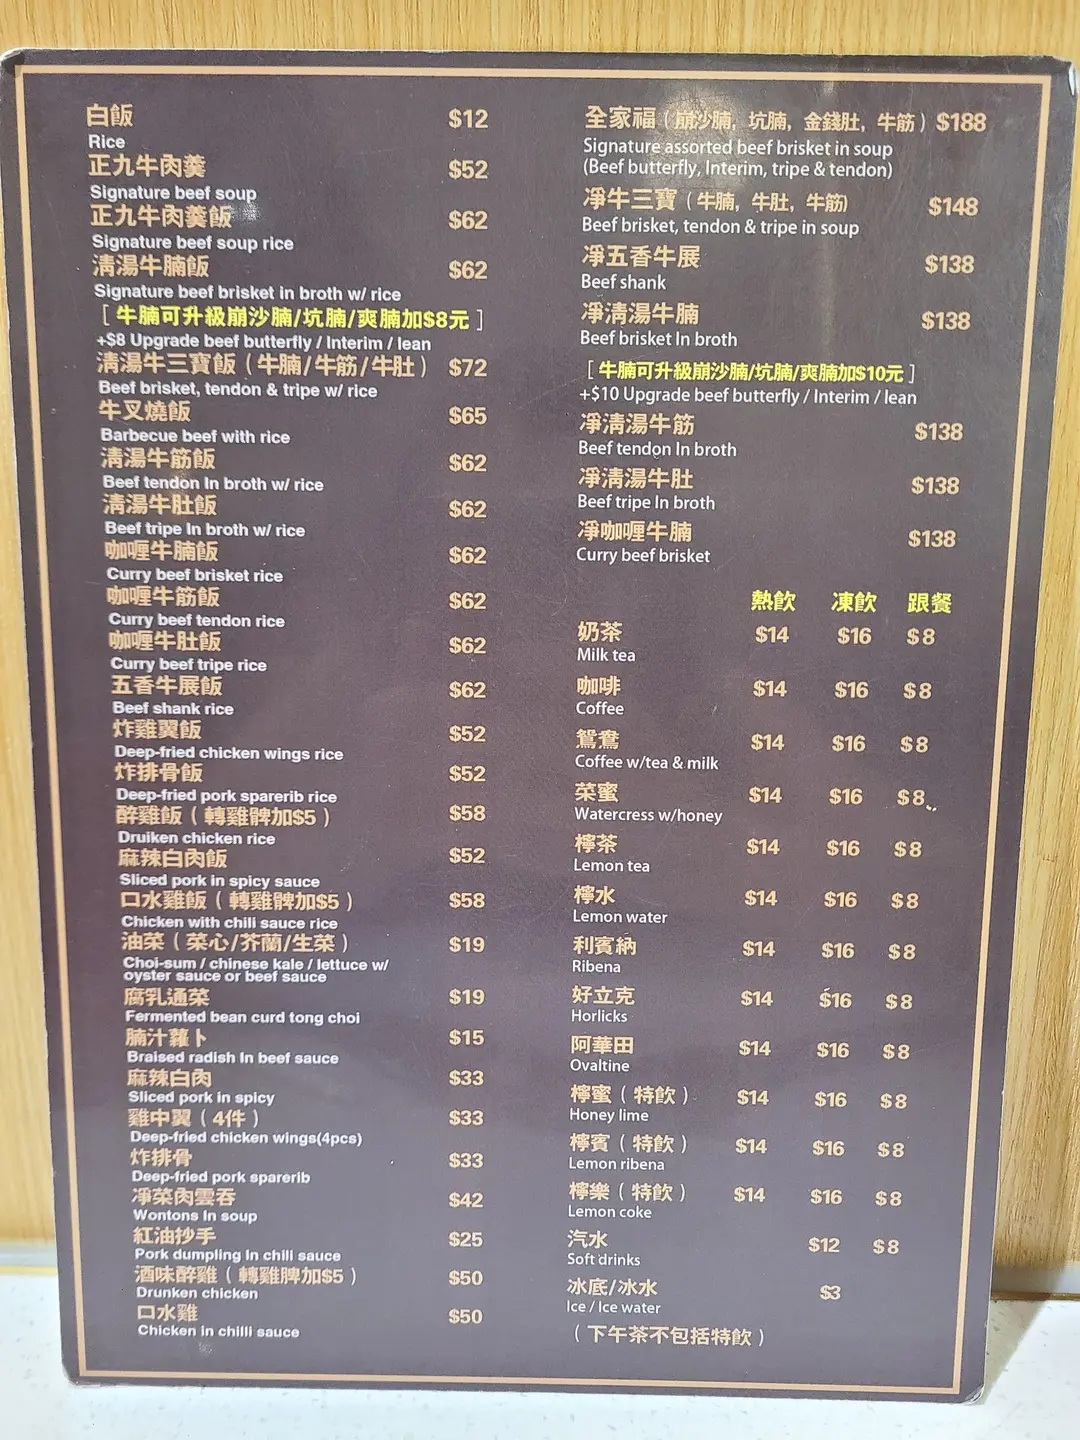 白飯 $12
Rice
正九牛肉羹 $52
Signature beef soup
正九牛肉羹飯 $62
Signature beef soup rice
清湯牛腩飯 $62
Signature beef brisket in broth w/ rice
[ 牛腩可升級崩沙腩/坑腩/爽腩加$8元 ]
+$8 Upgrade beef butterfly / Interim / lean
清湯牛三寶飯 ( 牛腩/牛筋/牛肚 ) $72
Beef brisket, tendon & tripe w/ rice
牛叉燒飯 $65
Barbecue beef with rice
清湯牛筋飯 $62
Beef tendon In broth w/ rice
清湯牛肚飯 $62
Beef tripe In broth w/ rice
咖喱牛腩飯 $62
Curry beef brisket rice
咖喱牛筋飯 $62
Curry beef tendon rice
咖喱牛肚飯 $62
Curry beef tripe rice
五香牛展飯 $62
Beef shank rice
炸雞翼飯 $52
Deep-fried chicken wings rice
炸排骨飯 $52
Deep-fried pork sparerib rice
醉雞飯 ( 轉雞髀加$5 ) $58
Druiken chicken rice
麻辣白肉飯 $52
Sliced pork in spicy sauce
口水雞飯 ( 轉雞髀加$5 ) $58
Chicken with chili sauce rice
油菜 ( 菜心/芥蘭/生菜 ) $19
Choi-sum / chinese kale / lettuce w/
oyster sauce or beef sauce
腐乳通菜 $19
Fermented bean curd tong choi
腩汁蘿卜 $15
Braised radish In beef sauce
麻辣白肉 $33
Sliced pork in spicy
雞中翼 ( 4件 ) $33
Deep-fried chicken wings(4pcs)
炸排骨 $33
Deep-fried pork sparerib
淨菜肉雲吞 $42
Wontons In soup
紅油抄手 $25
Pork dumpling In chili sauce
酒味醉雞 ( 轉雞脾加$5 ) $50
Drunken chicken
口水雞 $50
Chicken in chilli sauce
全家福 ( 崩沙腩, 坑腩, 金錢肚, 牛筋 ) $188
Signature assorted beef brisket in soup
(Beef butterfly, Interim, tripe & tendon)
淨牛三寶 ( 牛腩, 牛肚, 牛筋) $148
Beef brisket, tendon & tripe in soup
淨五香牛展 $138
Beef shank
淨清湯牛腩 $138
Beef brisket In broth
[ 牛腩可升級崩沙腩/坑腩/爽腩加$10元 ]
+$10 Upgrade beef butterfly / Interim / lean
淨清湯牛筋 $138
Beef tendon In broth
淨清湯牛肚 $138
Beef tripe In broth
淨咖喱牛腩 $138
Curry beef brisket
熱飲 凍飲 跟餐
奶茶 $14 $16 $8
Milk tea
咖啡 $14 $16 $8
Coffee
鴛鴦 $14 $16 $8
Coffee w/tea & milk
菜蜜 $14 $16 $8
Watercress w/honey
檸茶 $14 $16 $8
Lemon tea
檸水 $14 $16 $8
Lemon water
利賓納 $14 $16 $8
Ribena
好立克 $14 $16 $8
Horlicks
阿華田 $14 $16 $8
Ovaltine
檸蜜 ( 特飲 ) $14 $16 $8
Honey lime
檸賓 ( 特飲 ) $14 $16 $8
Lemon ribena
檸樂 ( 特飲 ) $14 $16 $8
Lemon coke
汽水 $12 $8
Soft drinks
冰底/冰水 $3
Ice / Ice water
( 下午茶不包括特飲 )